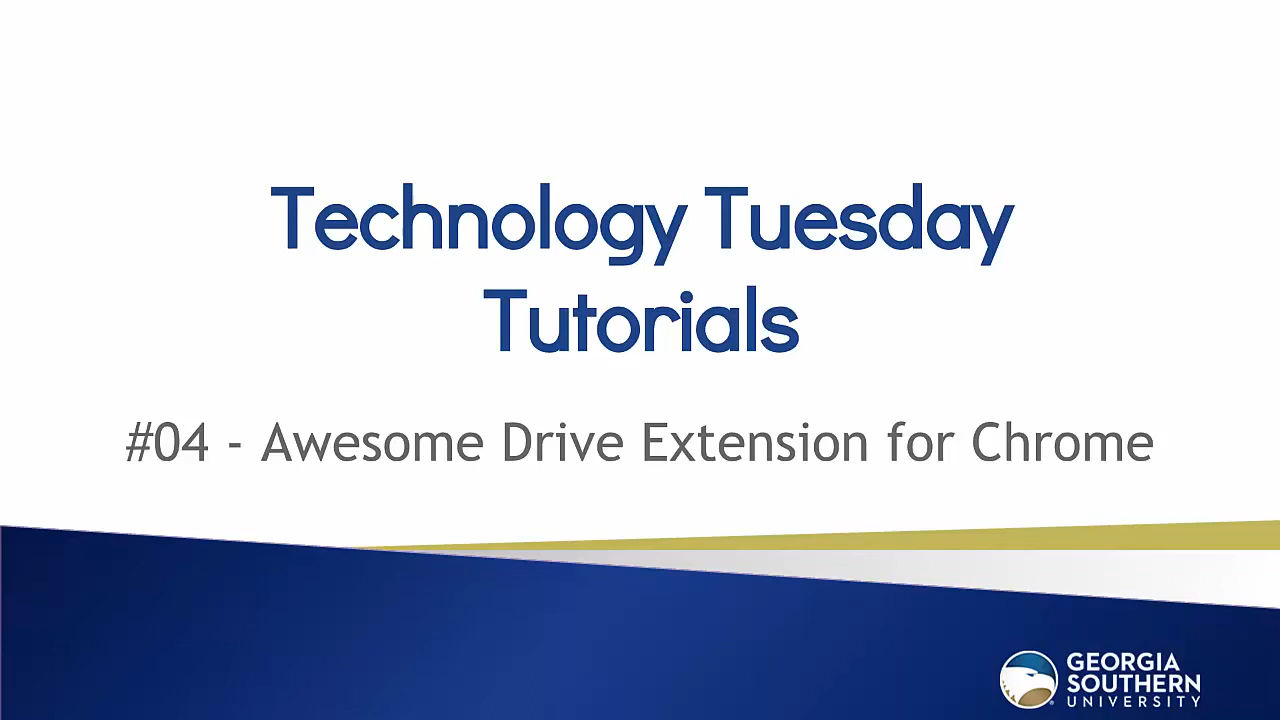 Technology Tuesday
Tutorials
#04 - Awesome Drive Extension for Chrome
GEORGIA
SOUTHERN
UNIVERSITY